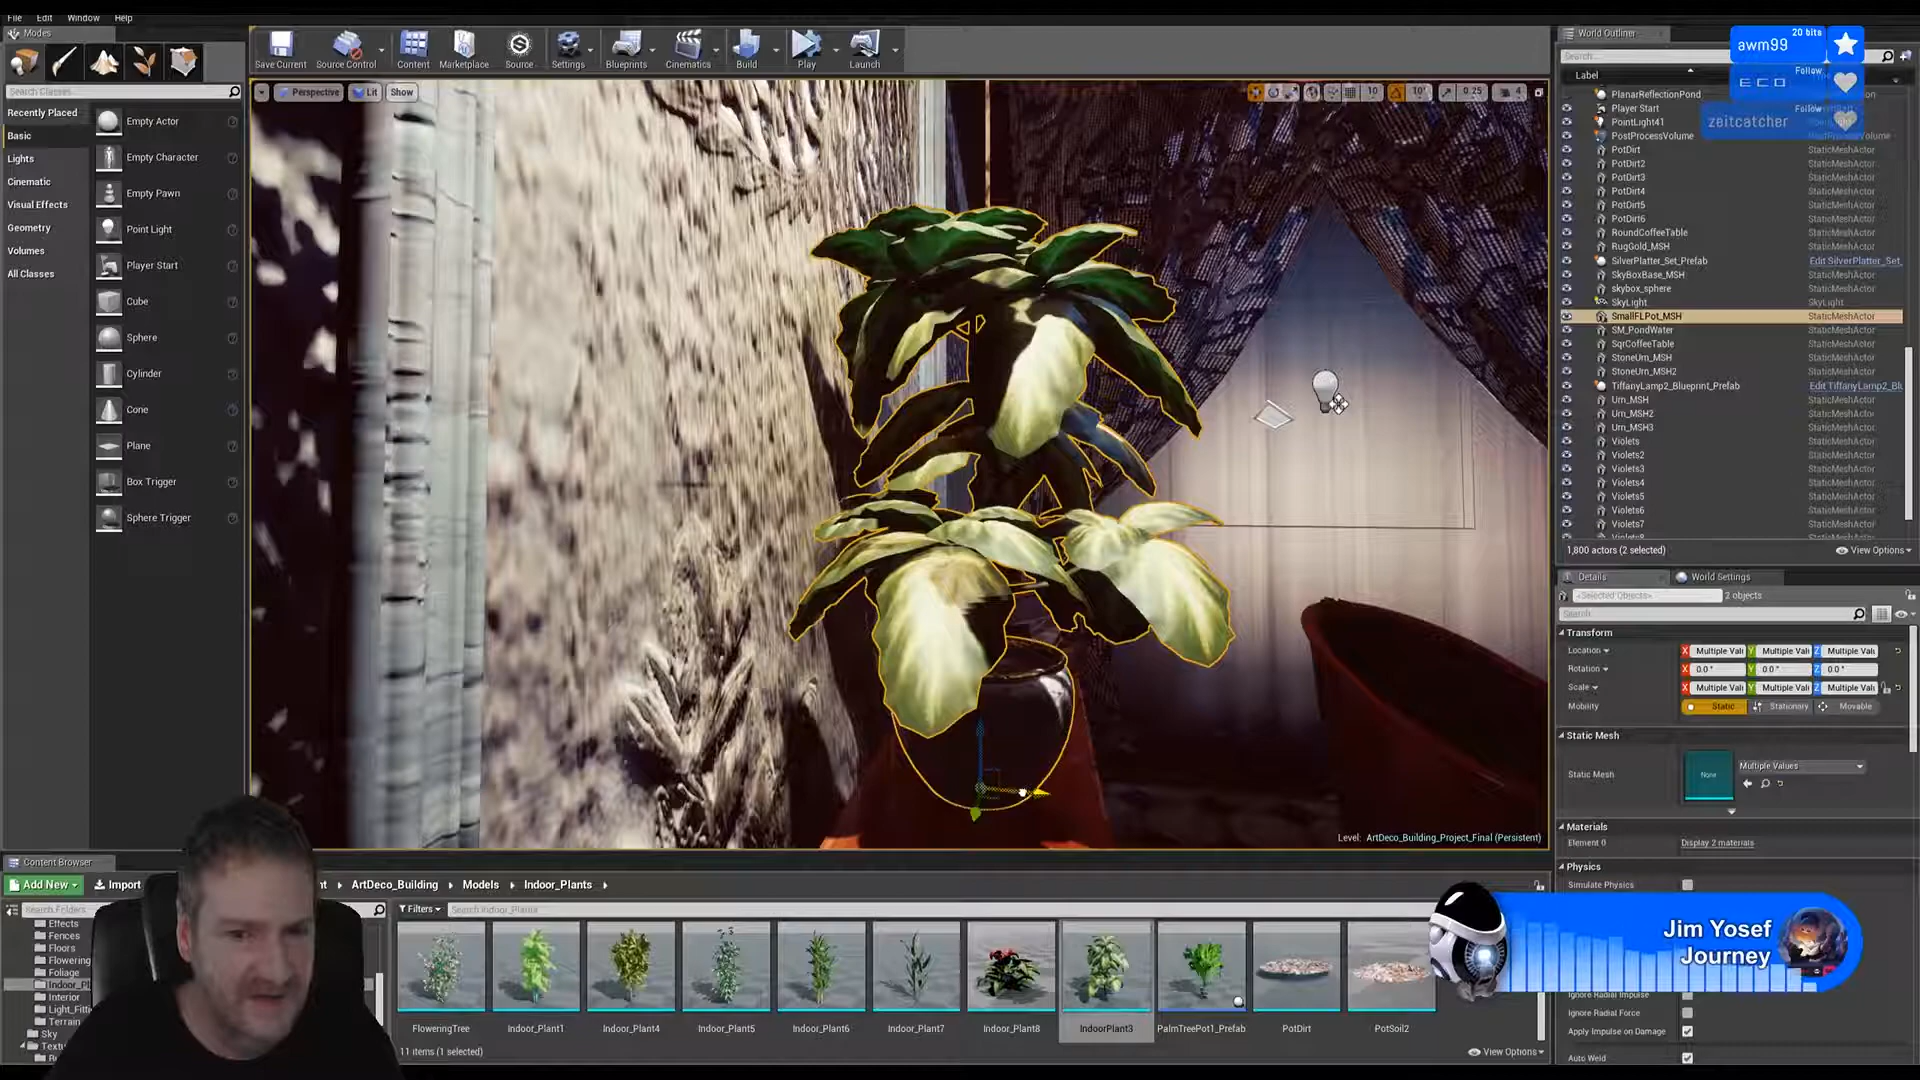 File Edit Window Help
Modes
Save Current
Source Control
Content
Marketplace
Source
Settings
Blueprints
Cinematics
Build
Play
Launch
Search Classes
Recently Placed
Basic
Lights
Cinematic
Visual Effects
Geometry
Volumes
All Classes
Empty Actor
Empty Character
Empty Pawn
Point Light
Player Start
Cube
Sphere
Cylinder
Cone
Plane
Box Trigger
Sphere Trigger
Perspective Lit Show
10 10° 0.25 4
Level: ArtDeco_Building_Project_Final (Persistent)
World Outliner
Search...
Label
20 bits
awm99
Follow
ECO
Follow
zeitcatcher
PlanarReflectionPond
Player Start
PointLight41
PostProcessVolume
PotDirt StaticMeshActor
PotDirt2 StaticMeshActor
PotDirt3 StaticMeshActor
PotDirt4 StaticMeshActor
PotDirt5 StaticMeshActor
PotDirt6 StaticMeshActor
RoundCoffeeTable StaticMeshActor
RugGold_MSH StaticMeshActor
SilverPlatter_Set_Prefab Edit SilverPlatter_Set_
SkyBoxBase_MSH StaticMeshActor
skybox_sphere StaticMeshActor
SkyLight SkyLight
SmallFLPot_MSH StaticMeshActor
SM_PondWater StaticMeshActor
SqrCoffeeTable StaticMeshActor
StoneUrn_MSH StaticMeshActor
StoneUrn_MSH2 StaticMeshActor
TiffanyLamp2_Blueprint_Prefab Edit TiffanyLamp2_Bl
Urn_MSH StaticMeshActor
Urn_MSH2 StaticMeshActor
Urn_MSH3 StaticMeshActor
Violets StaticMeshActor
Violets2 StaticMeshActor
Violets3 StaticMeshActor
Violets4 StaticMeshActor
Violets5 StaticMeshActor
Violets6 StaticMeshActor
Violets7 StaticMeshActor
1,800 actors (2 selected) View Options
Details World Settings
<Selected Objects> 2 objects
Search
Transform
Location X Multiple Valu Y Multiple Valu Z Multiple Valu
Rotation X 0.0° Y 0.0° Z 0.0°
Scale X Multiple Valu Y Multiple Valu Z Multiple Valu
Mobility Static Stationary Movable
Static Mesh
Static Mesh None Multiple Values
Materials
Element 0 Display 2 materials
Physics
Simulate Physics
Ignore Radial Impulse
Ignore Radial Force
Apply Impulse on Damage
Auto Weld
Jim Yosef
Journey
Content Browser
Add New Import
ArtDeco_Building Models Indoor_Plants
Search Folders
Filters Search Indoor_Plants
Effects
Fences
Floors
Flowering
Foliage
Indoor_Pl
Interior
Light_Fitti
Terrain
Sky
Textu
FloweringTree
Indoor_Plant1
Indoor_Plant4
Indoor_Plant5
Indoor_Plant6
Indoor_Plant7
Indoor_Plant8
IndoorPlant3
PalmTreePot1_Prefab
PotDirt
PotSoil2
11 items (1 selected) View Options